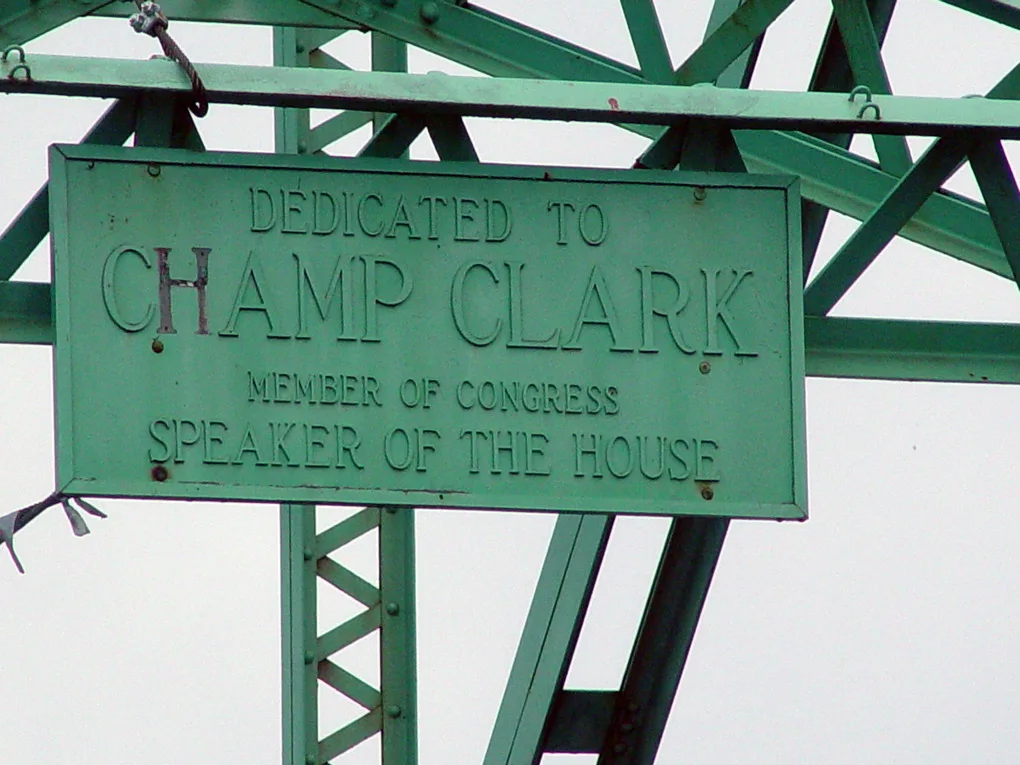 DEDICATED TO
CHAMP CLARK
MEMBER OF CONGRESS
SPEAKER OF THE HOUSE